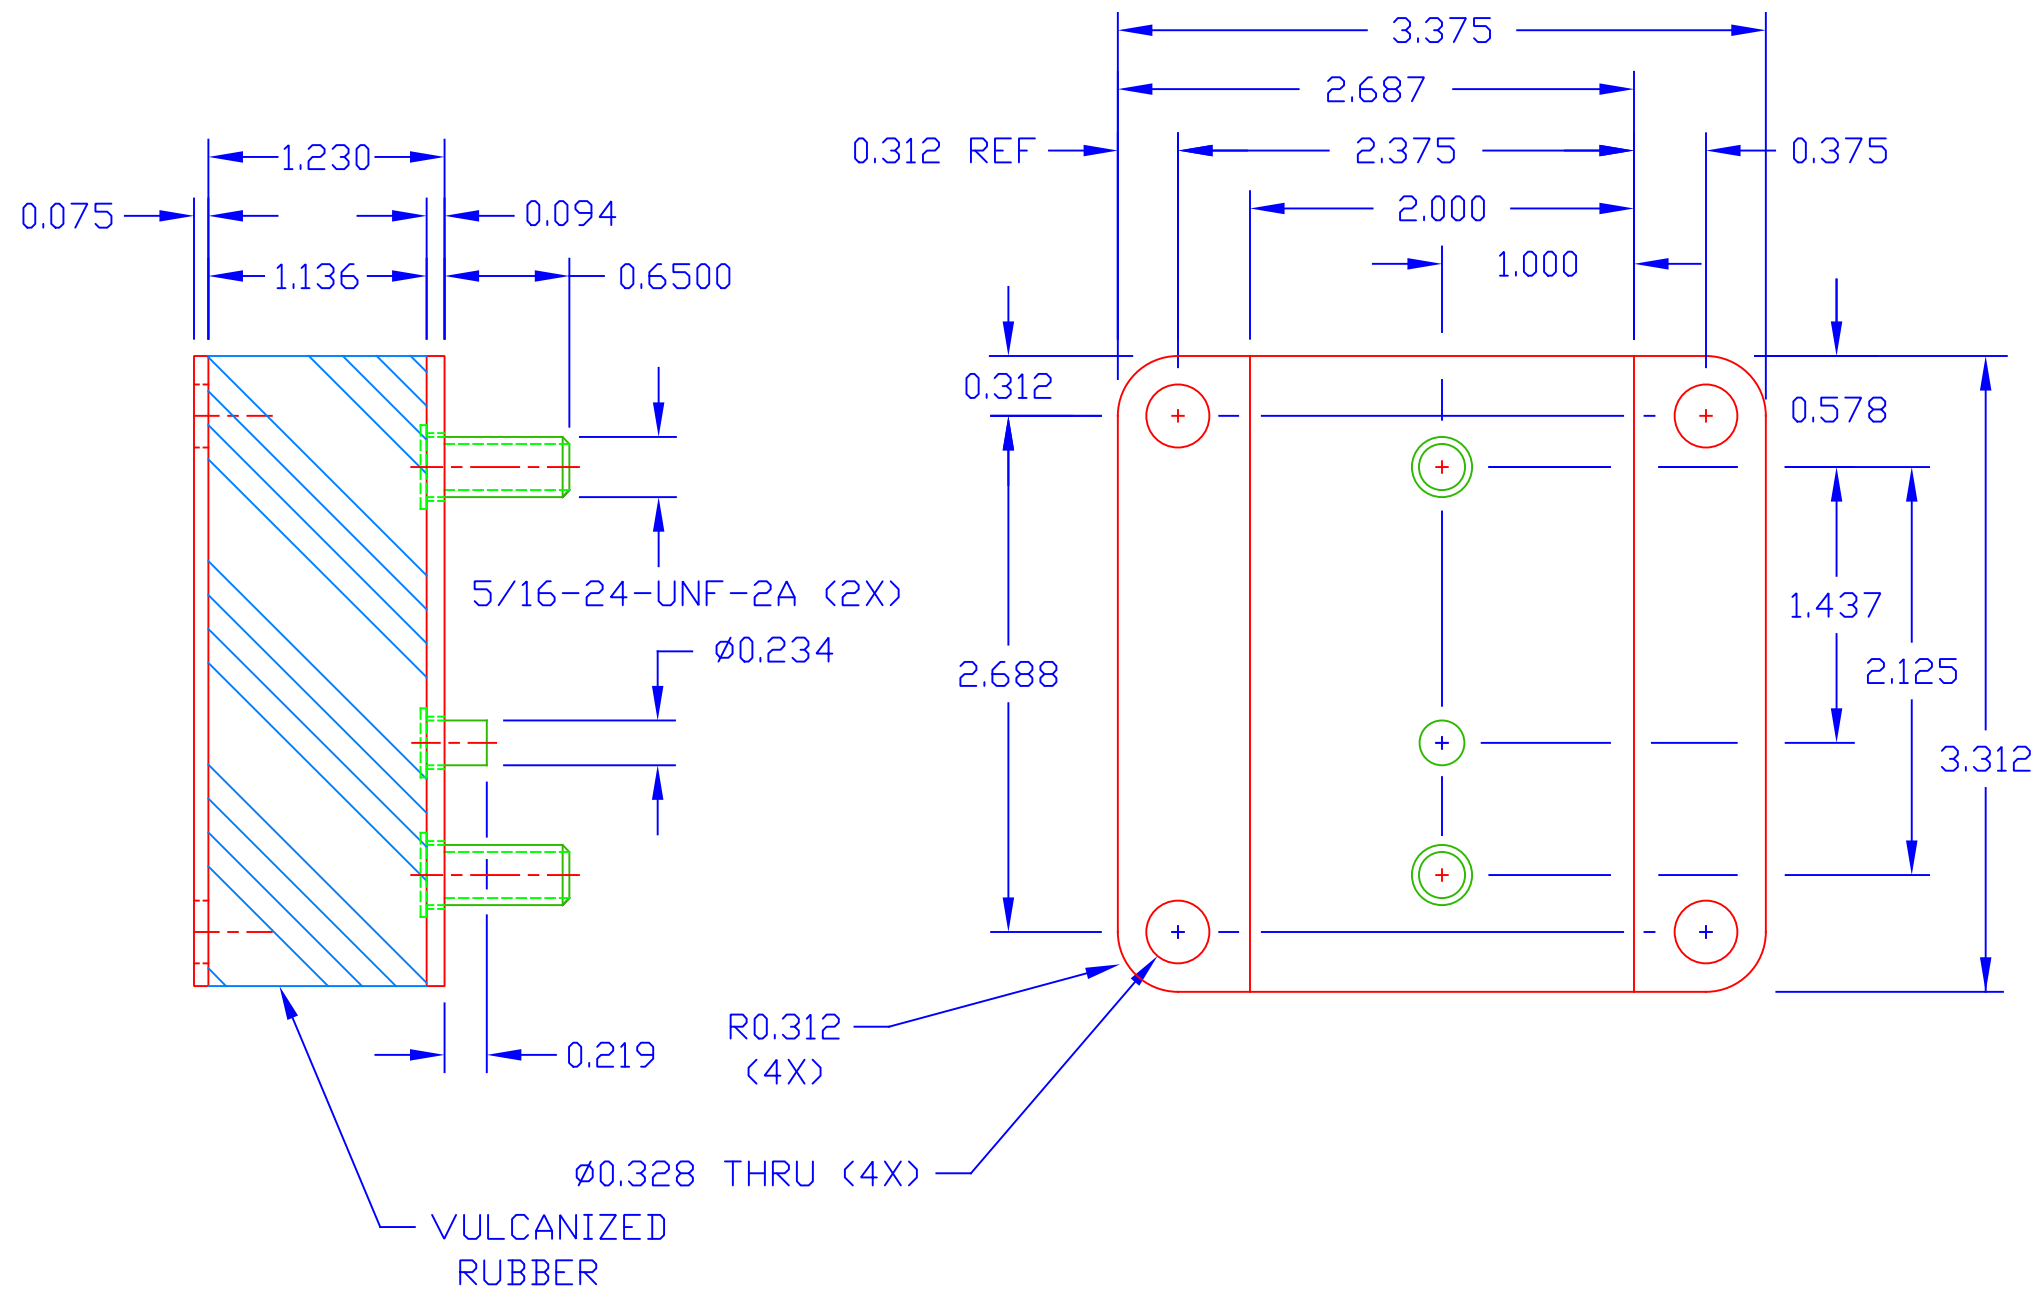 3.375
2.687
0.312 REF
2.375
0.375
1.230
0.075
0.094
2.000
1.136
0.6500
1.000
0.312
0.578
5/16-24-UNF-2A (2X)
1.437
Ø0.234
2.688
2.125
3.312
R0.312
(4X)
0.219
Ø0.328 THRU (4X)
VULCANIZED
RUBBER